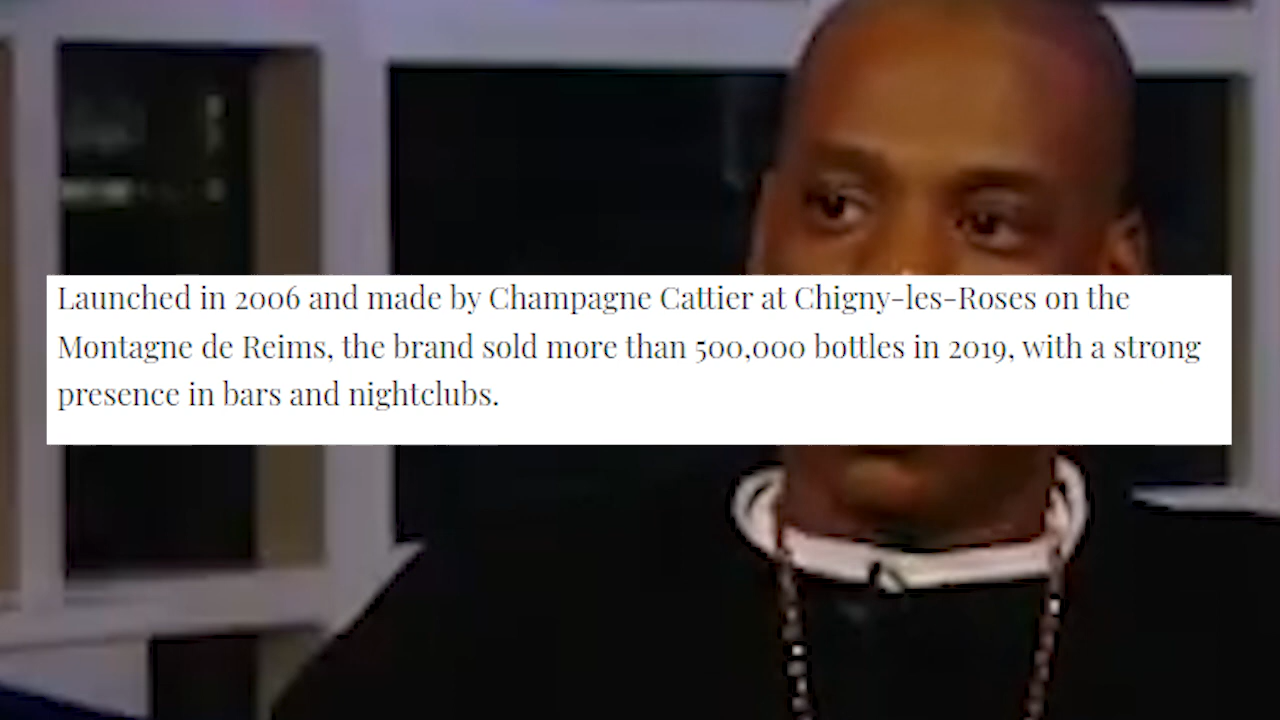 Launched in 2006 and made by Champagne Cattier at Chigny-les-Roses on the
Montagne de Reims, the brand sold more than 500,000 bottles in 2019, with a strong
presence in bars and nightclubs.